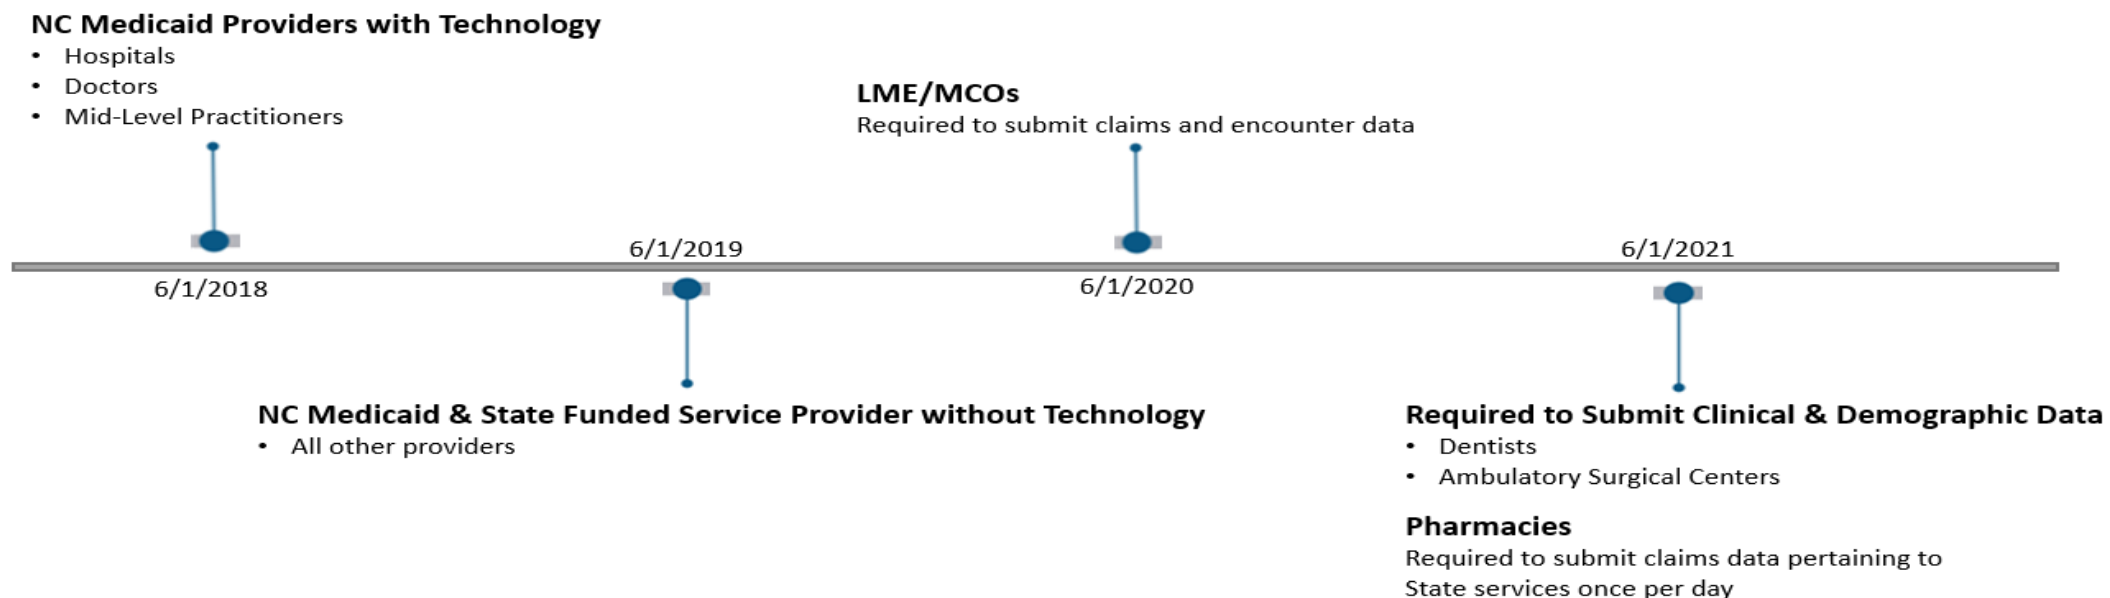 NC Medicaid Providers with Technology
• Hospitals
• Doctors
• Mid-Level Practitioners
LME/MCOs
Required to submit claims and encounter data
6/1/2018
6/1/2019
6/1/2020
6/1/2021
NC Medicaid & State Funded Service Provider without Technology
• All other providers
Required to Submit Clinical & Demographic Data
• Dentists
• Ambulatory Surgical Centers
Pharmacies
Required to submit claims data pertaining to
State services once per day